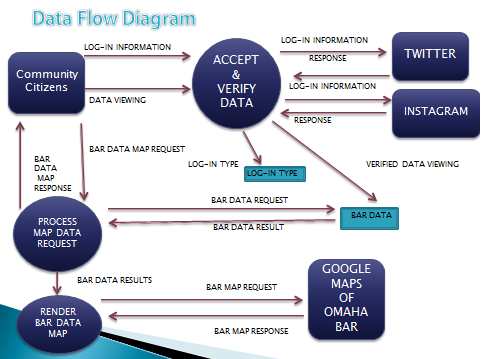 Data Flow Diagram
LOG-IN INFORMATION
LOG-IN INFORMATION
RESPONSE
TWITTER
ACCEPT
&
VERIFY
DATA
Community
Citizens
LOG-IN INFORMATION
DATA VIEWING
INSTAGRAM
RESPONSE
BAR DATA MAP REQUEST
BAR
DATA
MAP
RESPONSE
LOG-IN TYPE
LOG-IN TYPE
VERIFIED DATA VIEWING
PROCESS
MAP DATA
REQUEST
BAR DATA REQUEST
BAR DATA
BAR DATA RESULT
BAR DATA RESULTS
BAR MAP REQUEST
GOOGLE
MAPS
OF
OMAHA
BAR
RENDER
BAR DATA
MAP
BAR MAP RESPONSE